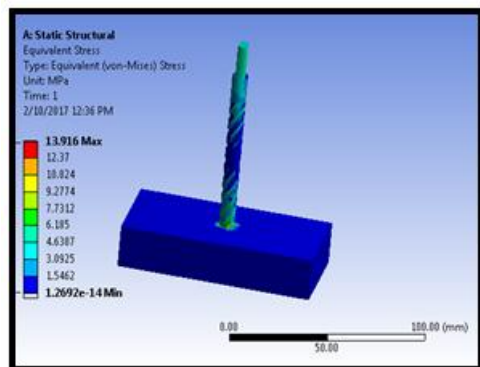 A: Static Structural
Equivalent Stress
Type: Equivalent (von-Mises) Stress
Unit: MPa
Time: 1
2/10/2017 12:36 PM
13.916 Max
12.37
10.824
9.2774
7.7312
6.185
4.6387
3.0925
1.5462
1.2692e-14 Min
0.00
100.00 (mm)
50.00